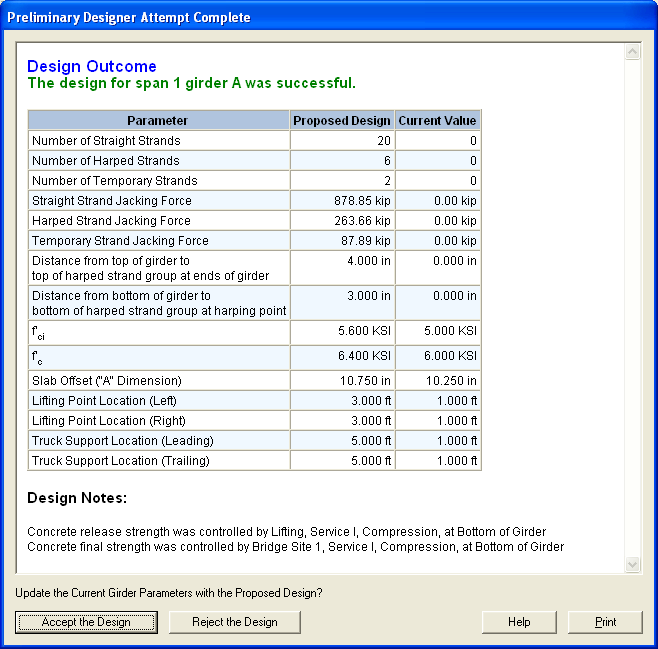 Preliminary Designer Attempt Complete
Design Outcome
The design for span 1 girder A was successful.
Parameter Proposed Design Current Value
Number of Straight Strands 20 0
Number of Harped Strands 6 0
Number of Temporary Strands 2 0
Straight Strand Jacking Force 878.85 kip 0.00 kip
Harped Strand Jacking Force 263.66 kip 0.00 kip
Temporary Strand Jacking Force 87.89 kip 0.00 kip
Distance from top of girder to 4.000 in 0.000 in
top of harped strand group at ends of girder
Distance from bottom of girder to 3.000 in 0.000 in
bottom of harped strand group at harping point
f'ci 5.600 KSI 5.000 KSI
f'c 6.400 KSI 6.000 KSI
Slab Offset ("A" Dimension) 10.750 in 10.250 in
Lifting Point Location (Left) 3.000 ft 1.000 ft
Lifting Point Location (Right) 3.000 ft 1.000 ft
Truck Support Location (Leading) 5.000 ft 1.000 ft
Truck Support Location (Trailing) 5.000 ft 1.000 ft
Design Notes:
Concrete release strength was controlled by Lifting, Service I, Compression, at Bottom of Girder
Concrete final strength was controlled by Bridge Site 1, Service I, Compression, at Bottom of Girder
Update the Current Girder Parameters with the Proposed Design?
Accept the Design Reject the Design Help Print